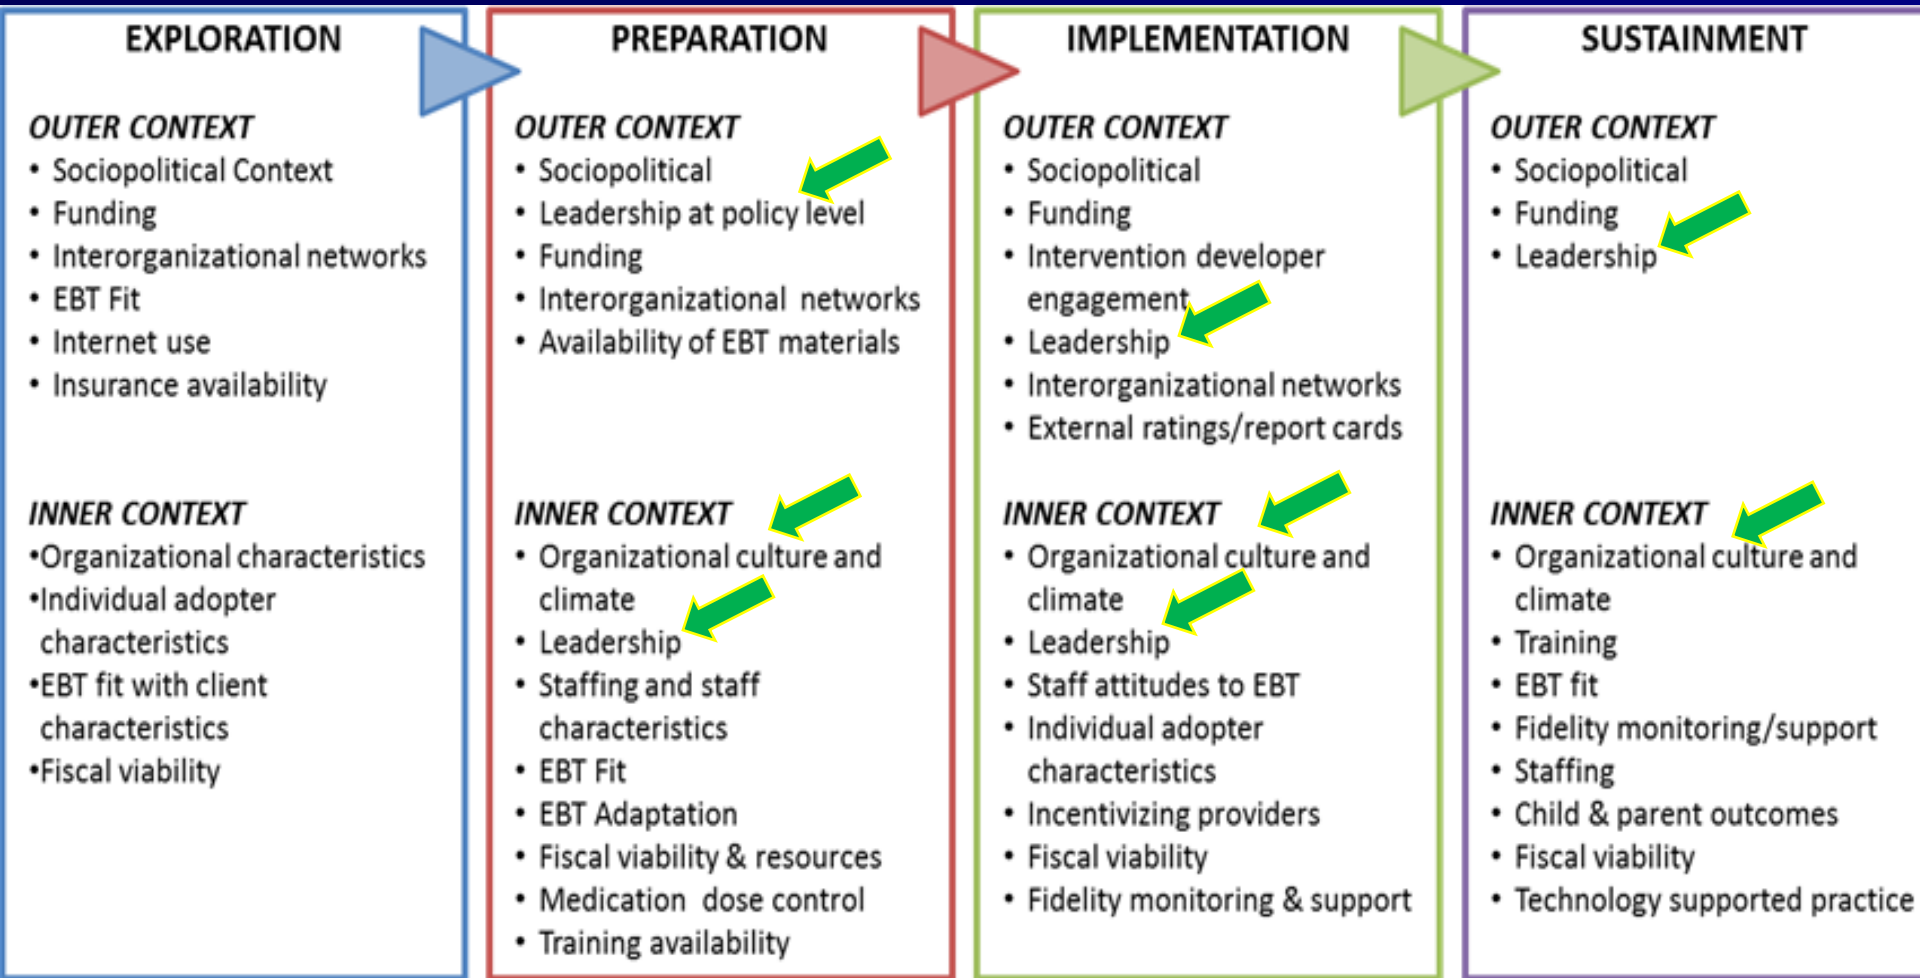 EXPLORATION
OUTER CONTEXT
• Sociopolitical Context
• Funding
• Interorganizational networks
• EBT Fit
• Internet use
• Insurance availability
INNER CONTEXT
•Organizational characteristics
•Individual adopter
characteristics
•EBT fit with client
characteristics
•Fiscal viability
PREPARATION
OUTER CONTEXT
• Sociopolitical
• Leadership at policy level
• Funding
• Interorganizational networks
• Availability of EBT materials
INNER CONTEXT
• Organizational culture and
climate
• Leadership
• Staffing and staff
characteristics
• EBT Fit
• EBT Adaptation
• Fiscal viability & resources
• Medication dose control
• Training availability
IMPLEMENTATION
OUTER CONTEXT
• Sociopolitical
• Funding
• Intervention developer
engagement
• Leadership
• Interorganizational networks
• External ratings/report cards
INNER CONTEXT
• Organizational culture and
climate
• Leadership
• Staff attitudes to EBT
• Individual adopter
characteristics
• Incentivizing providers
• Fiscal viability
• Fidelity monitoring & support
SUSTAINMENT
OUTER CONTEXT
• Sociopolitical
• Funding
• Leadership
INNER CONTEXT
• Organizational culture and
climate
• Training
• EBT fit
• Fidelity monitoring/support
• Staffing
• Child & parent outcomes
• Fiscal viability
• Technology supported practice